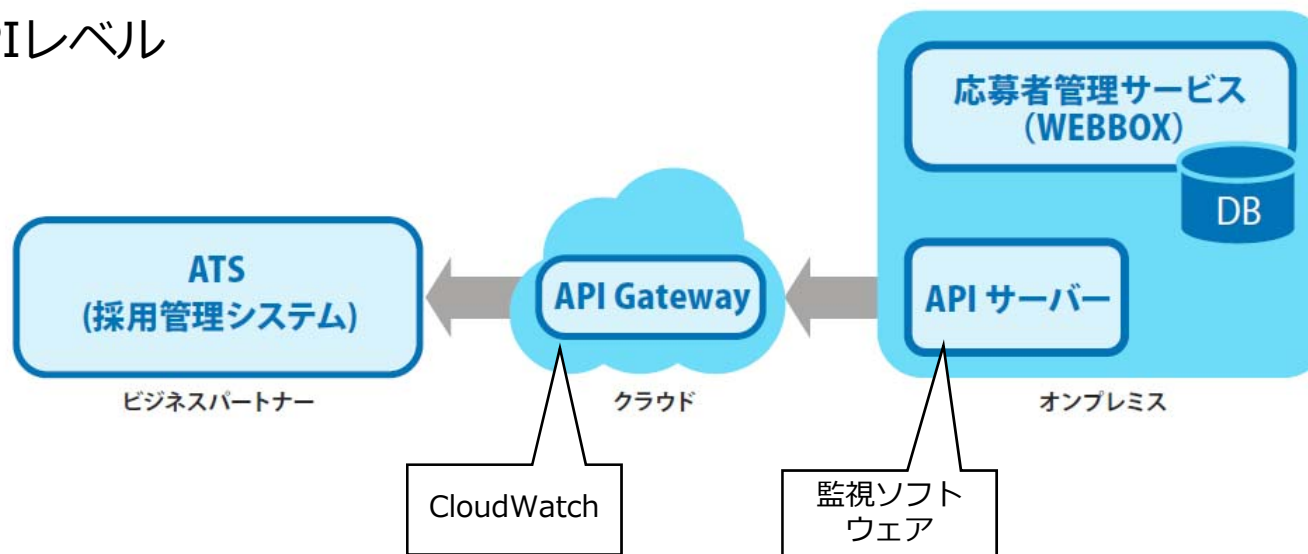 PIレベル
応募者管理サービス
（WEBBOX）
DB
ATS
(採用管理システム)
API Gateway
API サーバー
ビジネスパートナー
クラウド
オンプレミス
CloudWatch
監視ソフト
ウェア